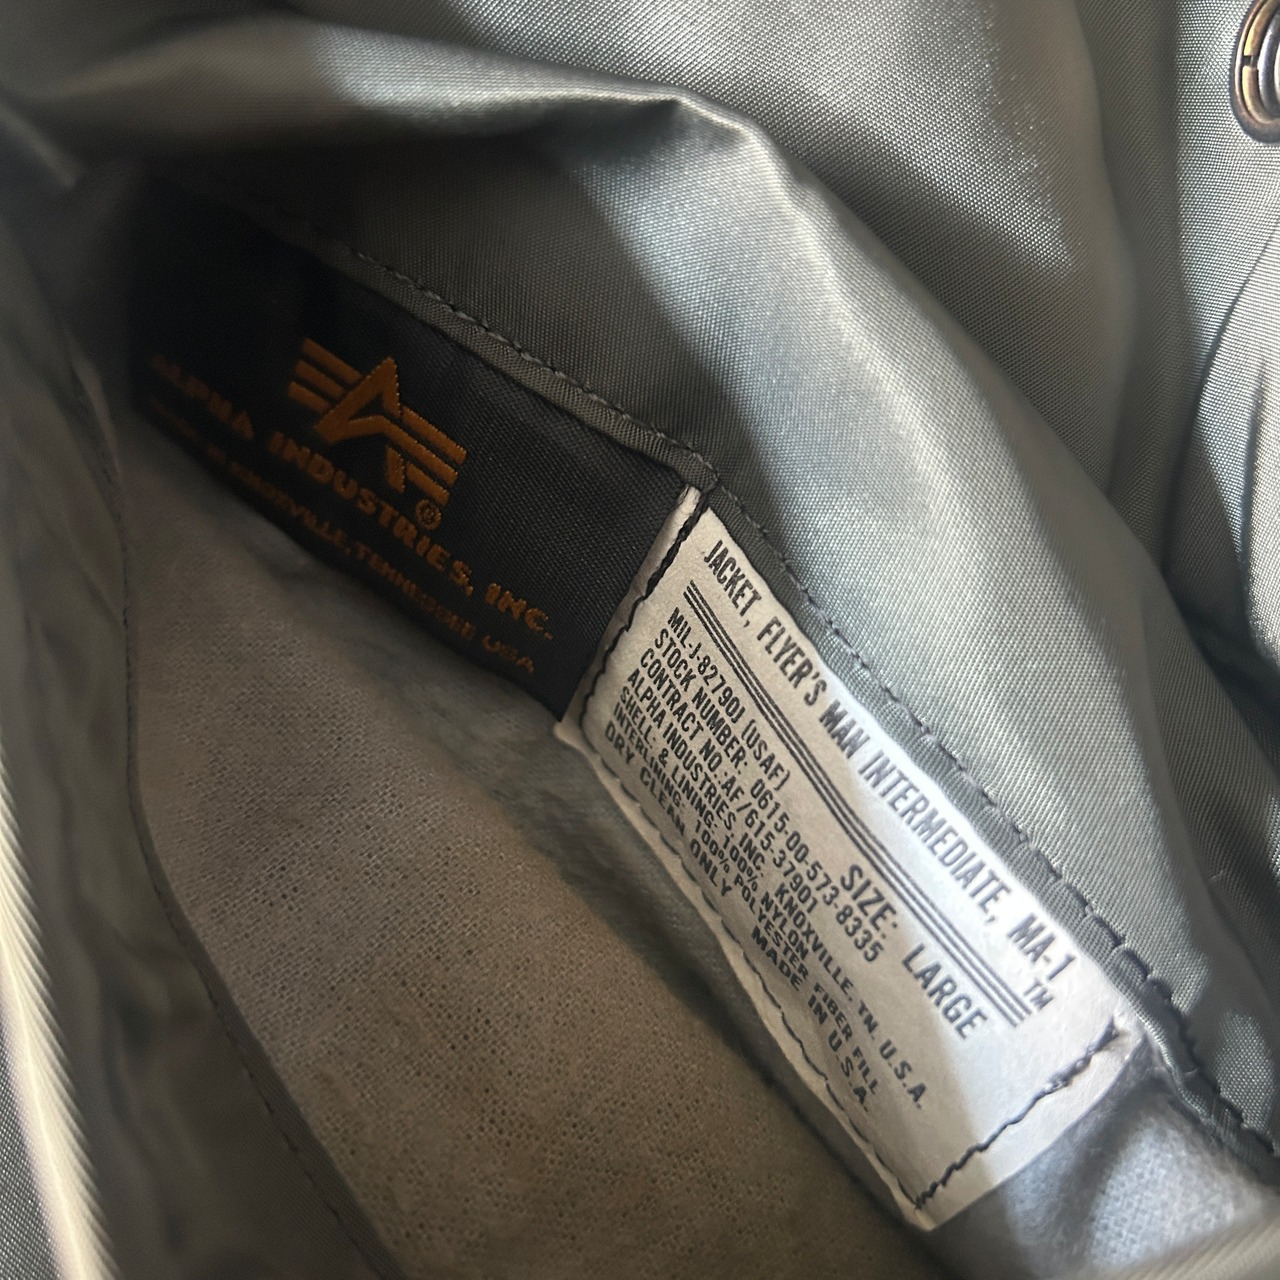 ALPHA INDUSTRIES, INC.
KNOXVILLE, TENNESSEE USA
®
JACKET, FLYER'S MAN INTERMEDIATE, MA-1
TM
SIZE: LARGE
MIL-J-8279DJ (USAF)
STOCK NUMBER: 0615-00-573-8335
CONTRACT NO. AF/615-37901
ALPHA INDUSTRIES, INC. KNOXVILLE, TN. U.S.A.
SHELL & LINING- 100% NYLON
INTERLINING- 100% POLYESTER FIBER FILL
DRY CLEAN ONLY
MADE IN U.S.A.